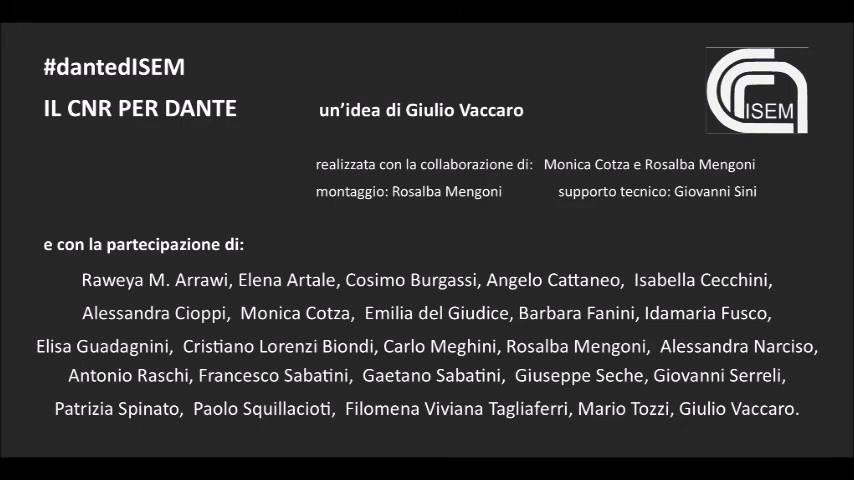 #dantedISEM
IL CNR PER DANTE un'idea di Giulio Vaccaro
ISEM
realizzata con la collaborazione di: Monica Cotza e Rosalba Mengoni
montaggio: Rosalba Mengoni supporto tecnico: Giovanni Sini
e con la partecipazione di:
Raweya M. Arrawi, Elena Artale, Cosimo Burgassi, Angelo Cattaneo, Isabella Cecchini,
Alessandra Cioppi, Monica Cotza, Emilia del Giudice, Barbara Fanini, Idamaria Fusco,
Elisa Guadagnini, Cristiano Lorenzi Biondi, Carlo Meghini, Rosalba Mengoni, Alessandra Narciso,
Antonio Raschi, Francesco Sabatini, Gaetano Sabatini, Giuseppe Seche, Giovanni Serreli,
Patrizia Spinato, Paolo Squillacioti, Filomena Viviana Tagliaferri, Mario Tozzi, Giulio Vaccaro.